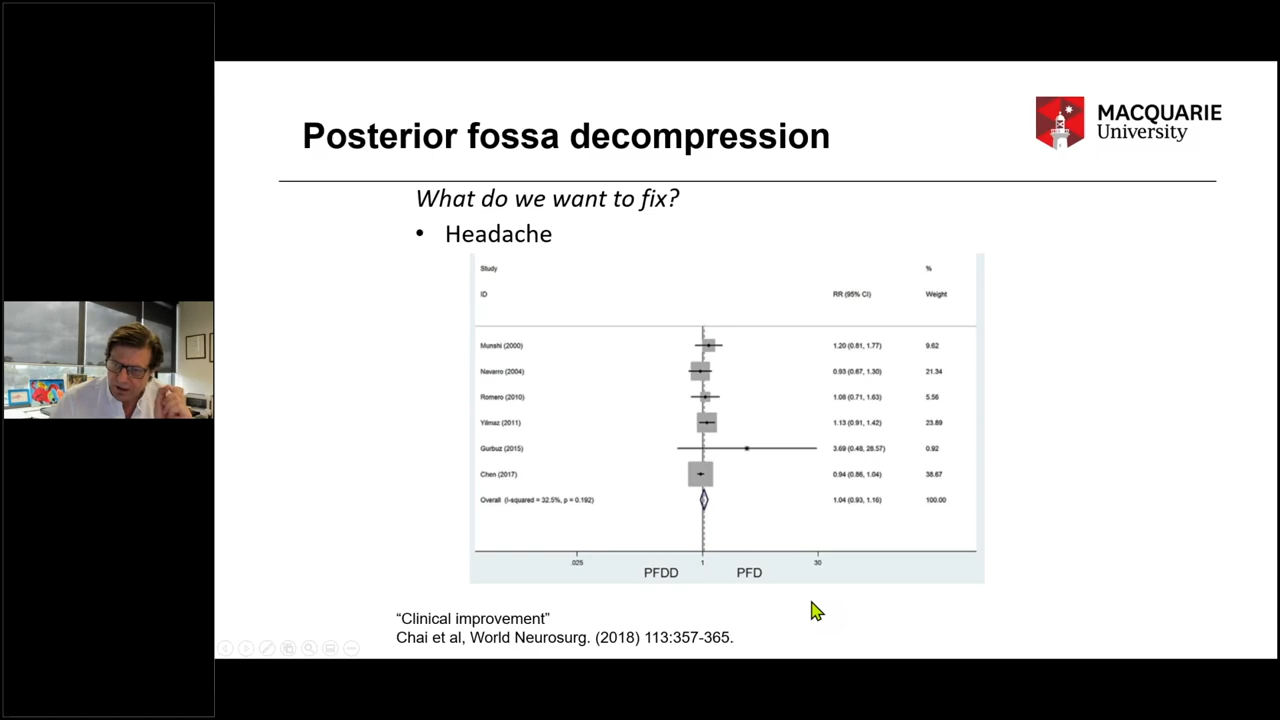 Posterior fossa decompression
MACQUARIE
University
What do we want to fix?
• Headache
Study %
ID RR (95% CI) Weight
Munshi (2000) 1.20 (0.81, 1.77) 9.62
Navarro (2004) 0.93 (0.67, 1.30) 21.34
Romero (2010) 1.08 (0.71, 1.63) 5.56
Yilmaz (2011) 1.13 (0.91, 1.42) 23.89
Gurbuz (2015) 3.69 (0.48, 28.57) 0.92
Chen (2017) 0.94 (0.86, 1.04) 38.67
Overall (I-squared = 32.5%, p = 0.192) 1.04 (0.93, 1.16) 100.00
.025 1 30
PFDD PFD
“Clinical improvement”
Chai et al, World Neurosurg. (2018) 113:357-365.